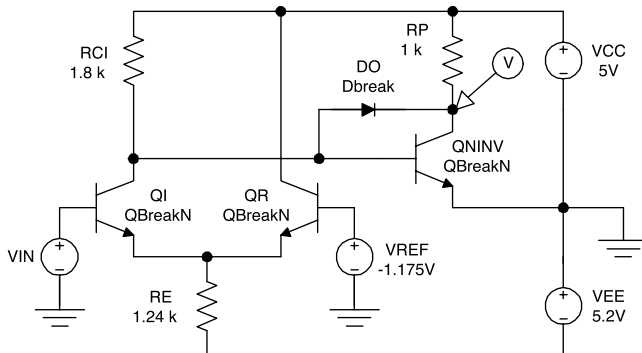 RCI
1.8 k
RP
1 k
VCC
5V
DO
Dbreak
V
QNINV
QBreakN
QI
QBreakN
QR
QBreakN
VIN
VREF
-1.175V
RE
1.24 k
VEE
5.2V